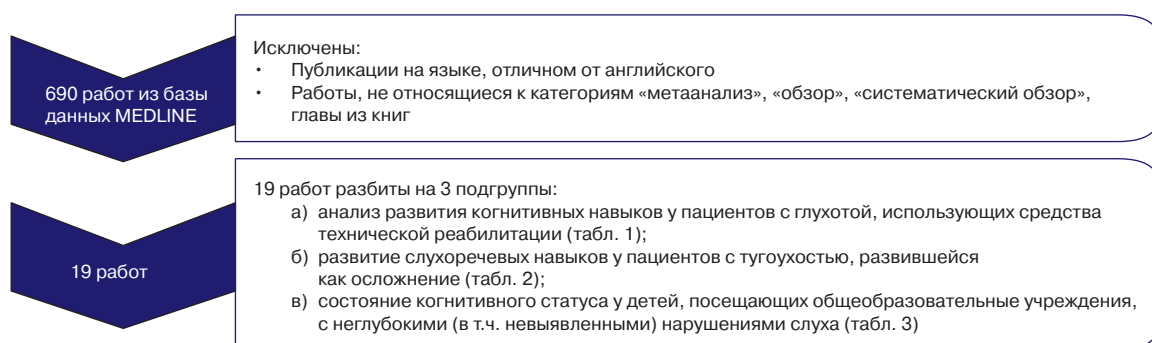 690 работ из базы
данных MEDLINE
Исключены:
• Публикации на языке, отличном от английского
• Работы, не относящиеся к категориям «метаанализ», «обзор», «систематический обзор»,
главы из книг
19 работ
19 работ разбиты на 3 подгруппы:
а) анализ развития когнитивных навыков у пациентов с глухотой, использующих средства
технической реабилитации (табл. 1);
б) развитие слухоречевых навыков у пациентов с тугоухостью, развившейся
как осложнение (табл. 2);
в) состояние когнитивного статуса у детей, посещающих общеобразовательные учреждения,
с неглубокими (в т.ч. невыявленными) нарушениями слуха (табл. 3)